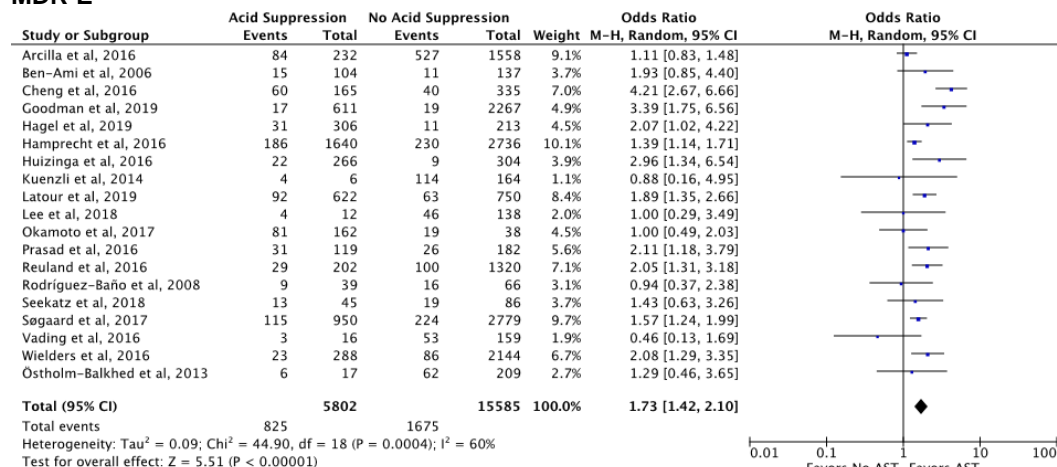 MDR-E
Acid Suppression No Acid Suppression Odds Ratio Odds Ratio
Study or Subgroup Events Total Events Total Weight M-H, Random, 95% CI M-H, Random, 95% CI
Arcilla et al, 2016 84 232 527 1558 9.1% 1.11 [0.83, 1.48]
Ben-Ami et al, 2006 15 104 11 137 3.7% 1.93 [0.85, 4.40]
Cheng et al, 2016 60 165 40 335 7.0% 4.21 [2.67, 6.66]
Goodman et al, 2019 17 611 19 2267 4.9% 3.39 [1.75, 6.56]
Hagel et al, 2019 31 306 11 213 4.5% 2.07 [1.02, 4.22]
Hamprecht et al, 2016 186 1640 230 2736 10.1% 1.39 [1.14, 1.71]
Huizinga et al, 2016 22 266 9 304 3.9% 2.96 [1.34, 6.54]
Kuenzli et al, 2014 4 6 114 164 1.1% 0.88 [0.16, 4.95]
Latour et al, 2019 92 622 63 750 8.4% 1.89 [1.35, 2.66]
Lee et al, 2018 4 12 46 138 2.0% 1.00 [0.29, 3.49]
Okamoto et al, 2017 81 162 19 38 4.5% 1.00 [0.49, 2.03]
Prasad et al, 2016 31 119 26 182 5.6% 2.11 [1.18, 3.79]
Reuland et al, 2016 29 202 100 1320 7.1% 2.05 [1.31, 3.18]
Rodríguez-Baño et al, 2008 9 39 16 66 3.2% 0.94 [0.37, 2.38]
Seekatz et al, 2018 13 45 19 86 3.8% 1.43 [0.63, 3.26]
Søgaard et al, 2017 115 950 224 2779 9.7% 1.57 [1.24, 1.99]
Vading et al, 2016 3 16 53 159 1.9% 0.46 [0.13, 1.69]
Wielders et al, 2016 23 288 86 2144 6.7% 2.08 [1.29, 3.35]
Östholm-Balkhed et al, 2013 6 17 62 209 2.7% 1.29 [0.46, 3.65]
Total (95% CI) 5802 15585 100.0% 1.73 [1.42, 2.10]
Total events 825 1675
Heterogeneity: Tau² = 0.09; Chi² = 44.90, df = 18 (P = 0.0004); I² = 60%
Test for overall effect: Z = 5.51 (P < 0.00001)
0.01 0.1 1 10 100
Favors No AST Favors AST